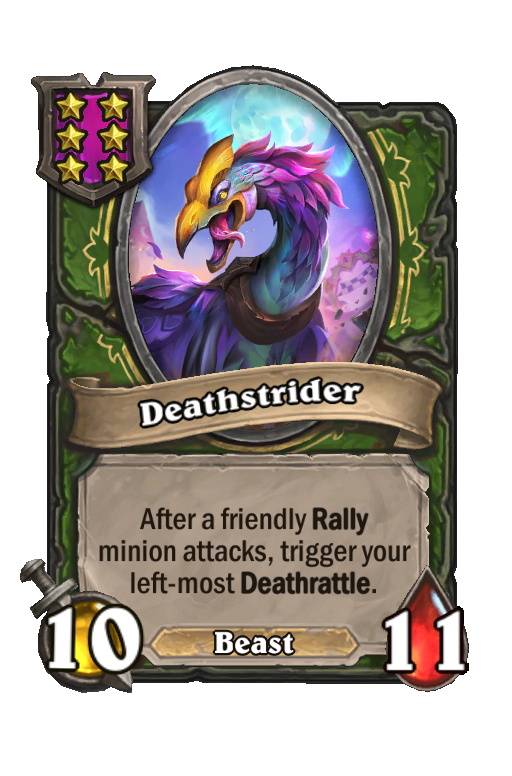 Deathstrider
After a friendly Rally
minion attacks, trigger your
left-most Deathrattle.
10
Beast
11